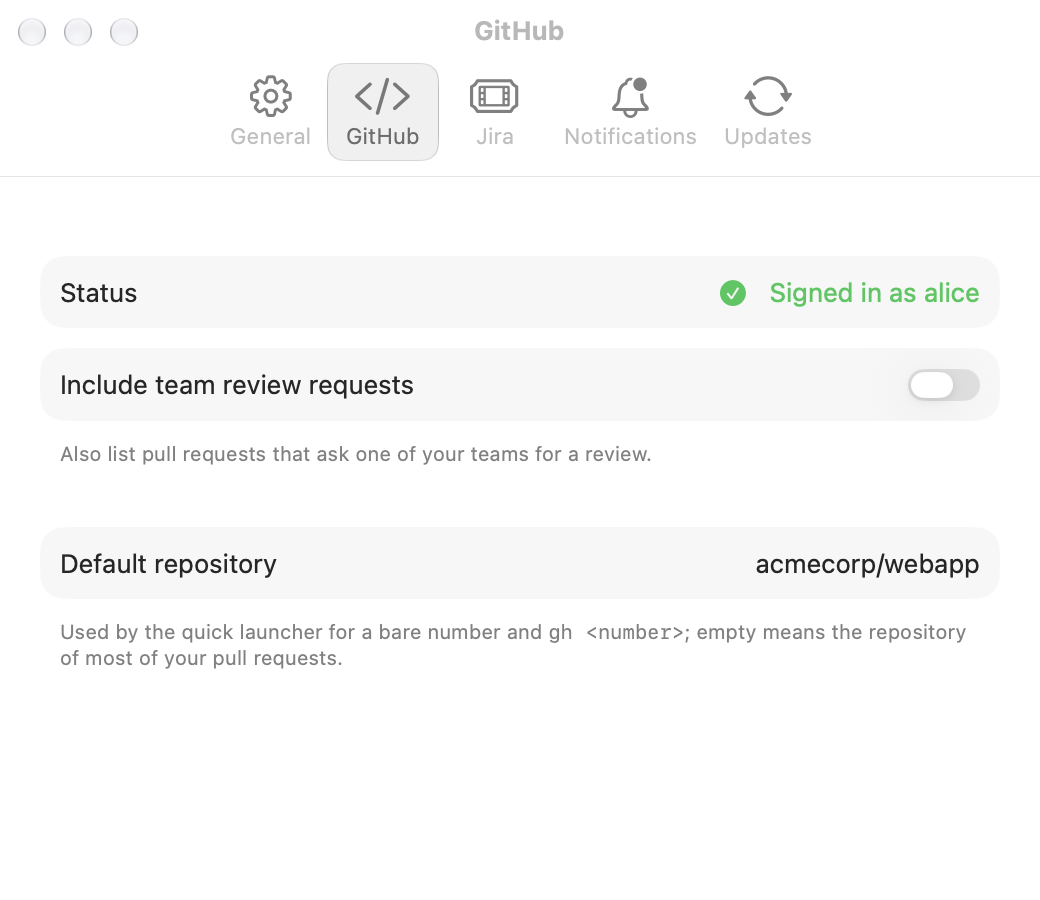 GitHub
General
GitHub
Jira
Notifications
Updates
Status
Signed in as alice
Include team review requests
Also list pull requests that ask one of your teams for a review.
Default repository
acmecorp/webapp
Used by the quick launcher for a bare number and gh <number>; empty means the repository
of most of your pull requests.